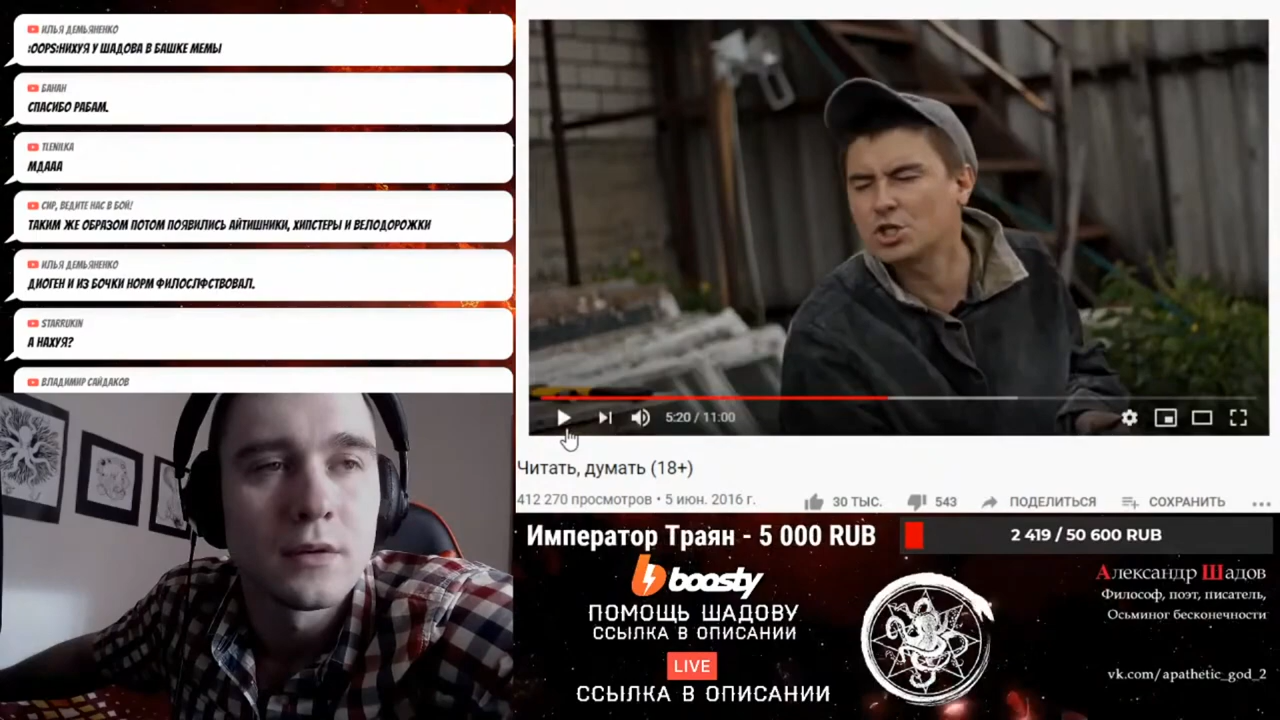 ИЛЬЯ ДЕМЬЯНЕНКО
:OOPS:НИХУЯ У ШАДОВА В БАШКЕ МЕМЫ
БАНАН
СПАСИБО РАБАМ.
TLENILKA
МДААА
СИР, ВЕДИТЕ НАС В БОЙ!
ТАКИМ ЖЕ ОБРАЗОМ ПОТОМ ПОЯВИЛИСЬ АЙТИШНИКИ, ХИПСТЕРЫ И ВЕЛОДОРОЖКИ
ИЛЬЯ ДЕМЬЯНЕНКО
ДИОГЕН И ИЗ БОЧКИ НОРМ ФИЛОСЛФСТВОВАЛ.
STARRUKIN
А НАХУЯ?
ВЛАДИМИР САЙДАКОВ
5:20 / 11:00
Читать, думать (18+)
412 270 просмотров • 5 июн. 2016 г.
30 ТЫС.
543
ПОДЕЛИТЬСЯ
СОХРАНИТЬ
Император Траян - 5 000 RUB
2 419 / 50 600 RUB
boosty
ПОМОЩЬ ШАДОВУ
ССЫЛКА В ОПИСАНИИ
LIVE
ССЫЛКА В ОПИСАНИИ
Александр Шадов
Философ, поэт, писатель,
Осьминог бесконечности
vk.com/apathetic_god_2